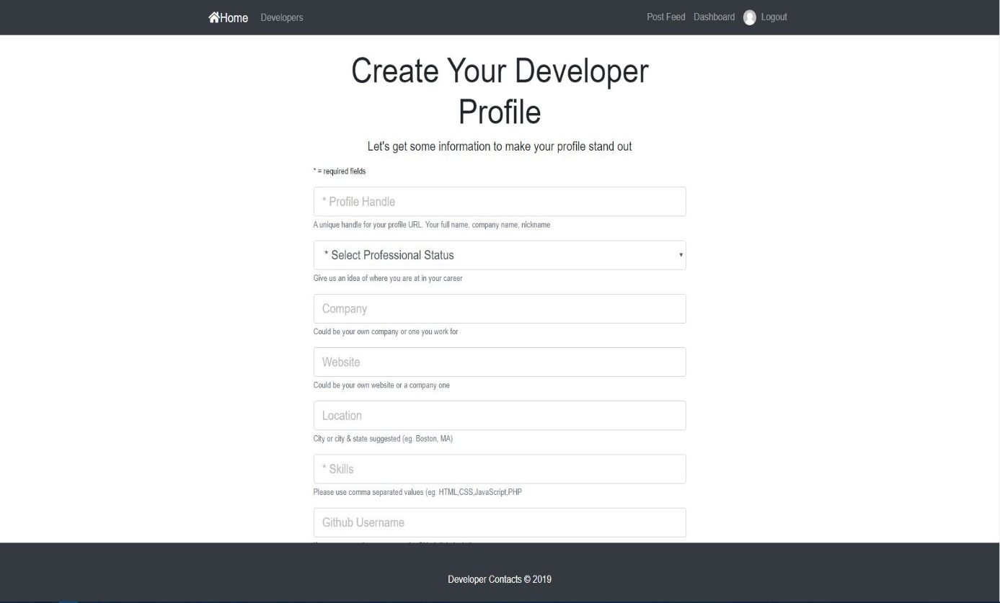 Home Developers Post Feed Dashboard Logout
Create Your Developer
Profile
Let's get some information to make your profile stand out
* = required fields
* Profile Handle
A unique handle for your profile URL. Your full name, company name, nickname
* Select Professional Status
Give us an idea of where you are at in your career
Company
Could be your own company or one you work for
Website
Could be your own website or a company one
Location
City or city & state suggested (eg. Boston, MA)
* Skills
Please use comma separated values (eg. HTML,CSS,JavaScript,PHP
Github Username
Developer Contacts © 2019